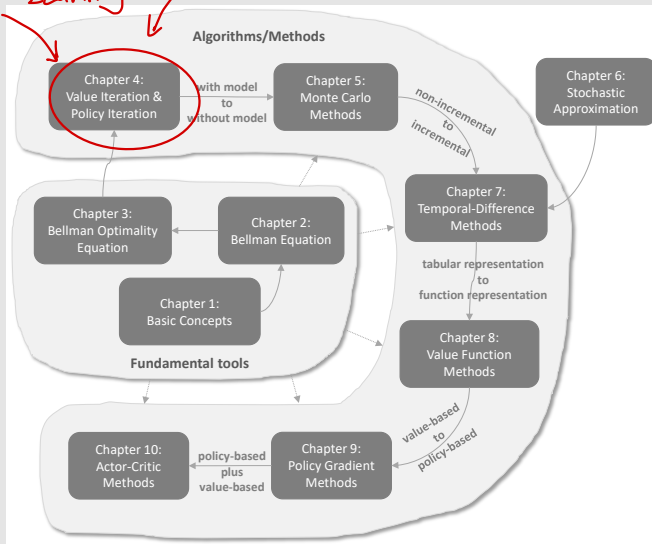 Algorithms/Methods
Chapter 4:
Value Iteration &
Policy Iteration
with model
to
without model
Chapter 5:
Monte Carlo
Methods
non-incremental
to
incremental
Chapter 6:
Stochastic
Approximation
Chapter 7:
Temporal-Difference
Methods
Chapter 3:
Bellman Optimality
Equation
Chapter 2:
Bellman Equation
Chapter 1:
Basic Concepts
Fundamental tools
tabular representation
to
function representation
Chapter 8:
Value Function
Methods
value-based
to
policy-based
Chapter 9:
Policy Gradient
Methods
policy-based
plus
value-based
Chapter 10:
Actor-Critic
Methods